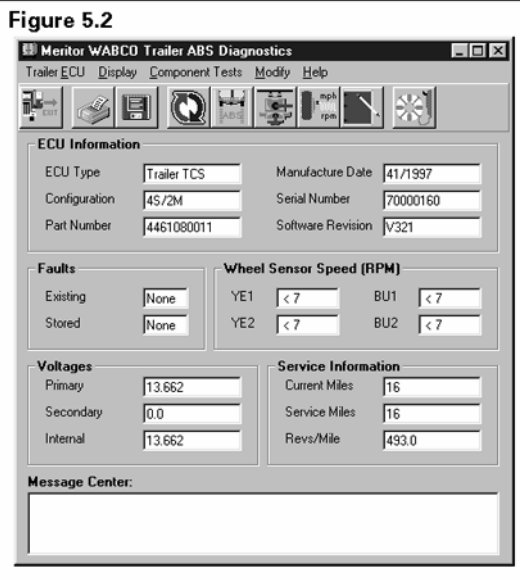 Figure 5.2
Meritor WABCO Trailer ABS Diagnostics
Trailer ECU Display Component Tests Modify Help
EXIT ABS mph rpm
ECU Information
ECU Type Trailer TCS Manufacture Date 41/1997
Configuration 4S/2M Serial Number 70000160
Part Number 4461080011 Software Revision V321
Faults Wheel Sensor Speed (RPM)
Existing None YE1 < 7 BU1 < 7
Stored None YE2 < 7 BU2 < 7
Voltages Service Information
Primary 13.662 Current Miles 16
Secondary 0.0 Service Miles 16
Internal 13.662 Revs/Mile 493.0
Message Center: